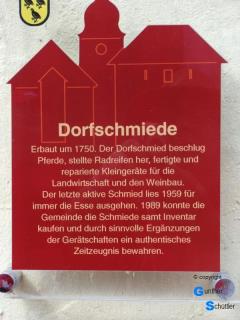 Dorfschmiede
Erbaut um 1750. Der Dorfschmied beschlug
Pferde, stellte Radreifen her, fertigte und
reparierte Kleingeräte für die
Landwirtschaft und den Weinbau.
Der letzte aktive Schmied lies 1959 für
immer die Esse ausgehen. 1989 konnte die
Gemeinde die Schmiede samt Inventar
kaufen und durch sinnvolle Ergänzungen
der Gerätschaften ein authentisches
Zeitzeugnis bewahren.
© copyright
Gunther
Schüttler